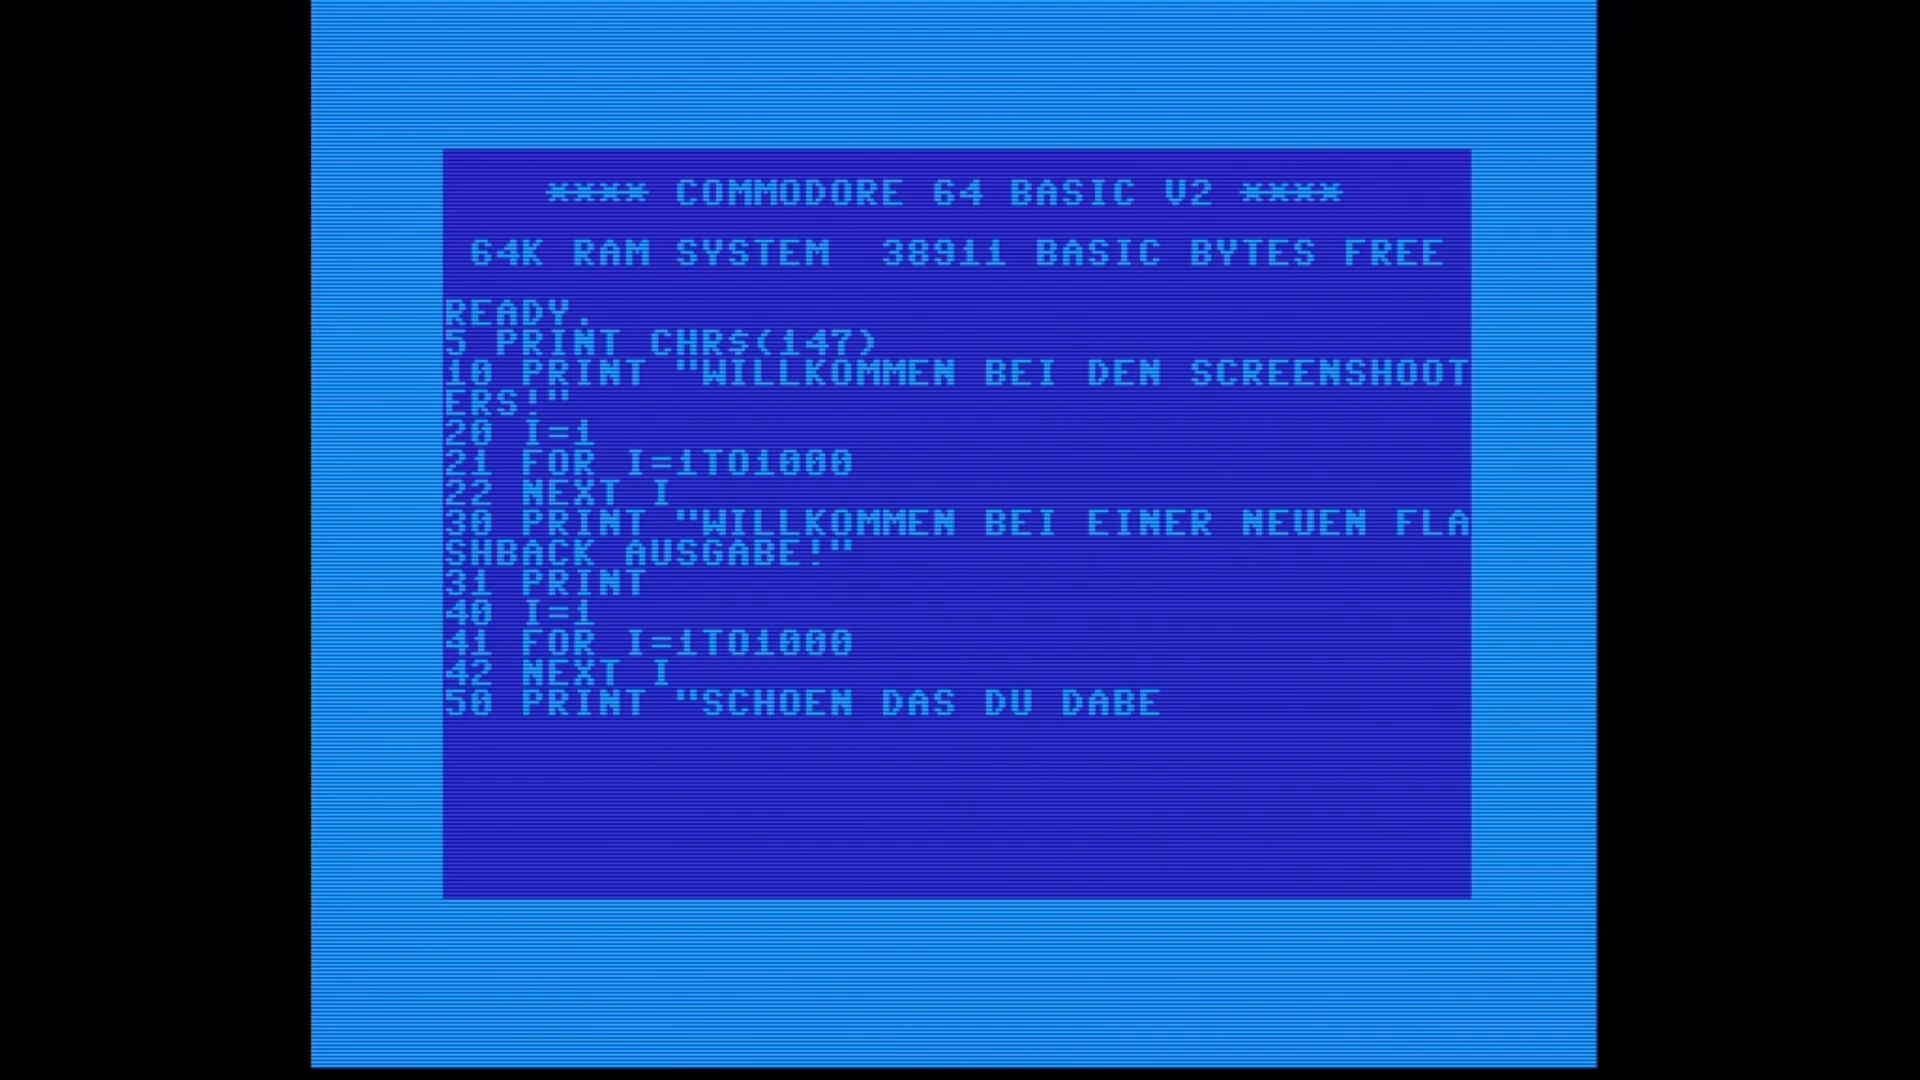 **** COMMODORE 64 BASIC V2 ****
64K RAM SYSTEM  38911 BASIC BYTES FREE
READY.
5 PRINT CHR$(147)
10 PRINT "WILLKOMMEN BEI DEN SCREENSHOOT
ERS!"
20 I=1
21 FOR I=1TO1000
22 NEXT I
30 PRINT "WILLKOMMEN BEI EINER NEUEN FLA
SHBACK AUSGABE!"
31 PRINT
40 I=1
41 FOR I=1TO1000
42 NEXT I
50 PRINT "SCHOEN DAS DU DABE